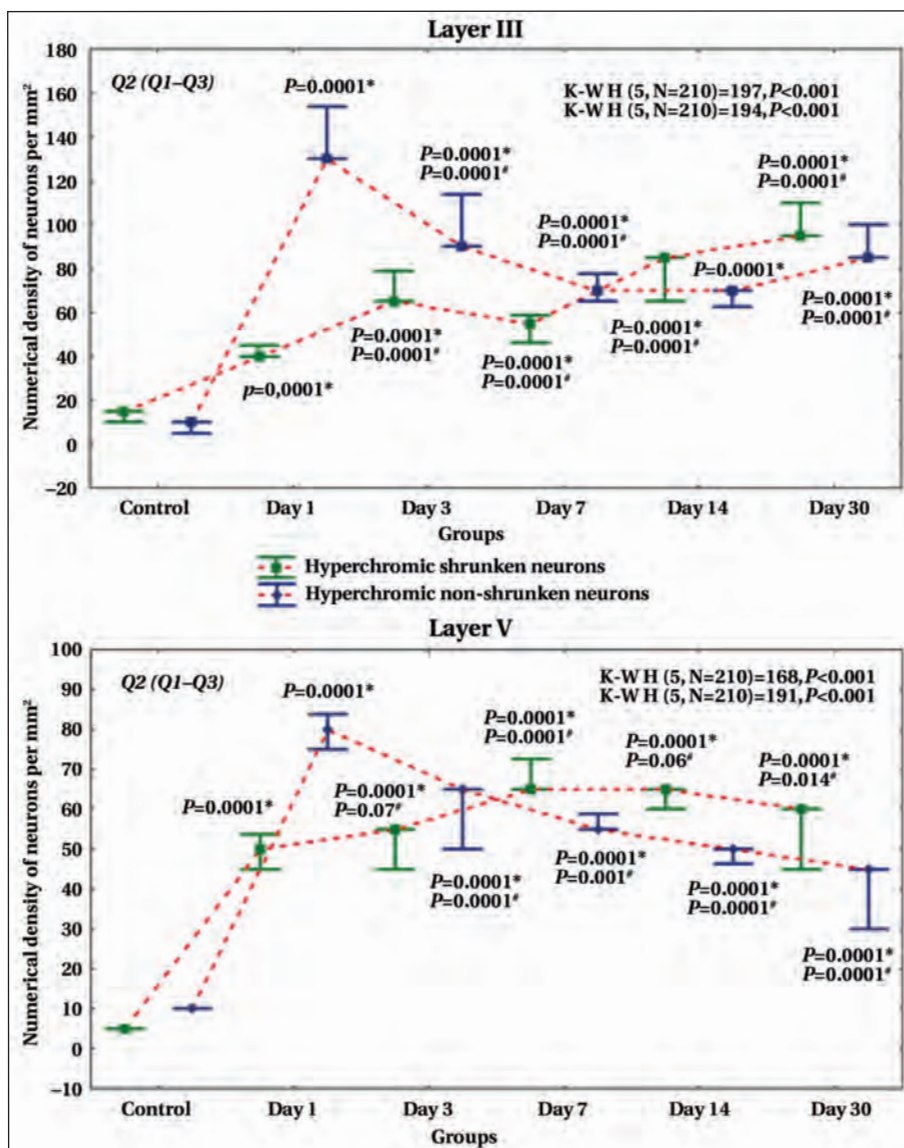 Layer III
Numerical density of neurons per mm²
180
160
140
120
100
80
60
40
20
0
–20
Q2 (Q1–Q3)
P=0.0001*
K-WH (5, N=210)=197, P<0.001
K-WH (5, N=210)=194, P<0.001
P=0.0001*
P=0.0001#
P=0.0001*
P=0.0001#
P=0.0001*
P=0.0001#
P=0.0001*
p=0,0001*
P=0.0001*
P=0.0001#
P=0.0001*
P=0.0001#
P=0.0001*
P=0.0001#
P=0.0001*
P=0.0001#
Control
Day 1
Day 3
Day 7
Day 14
Day 30
Groups
Hyperchromic shrunken neurons
Hyperchromic non-shrunken neurons
Layer V
Numerical density of neurons per mm²
100
90
80
70
60
50
40
30
20
10
0
–10
Q2 (Q1–Q3)
P=0.0001*
K-WH (5, N=210)=168, P<0.001
K-WH (5, N=210)=191, P<0.001
P=0.0001*
P=0.0001*
P=0.07#
P=0.0001*
P=0.0001#
P=0.0001*
P=0.06#
P=0.0001*
P=0.014#
P=0.0001*
P=0.0001#
P=0.0001*
P=0.001#
P=0.0001*
P=0.0001#
P=0.0001*
P=0.0001#
Control
Day 1
Day 3
Day 7
Day 14
Day 30
Groups